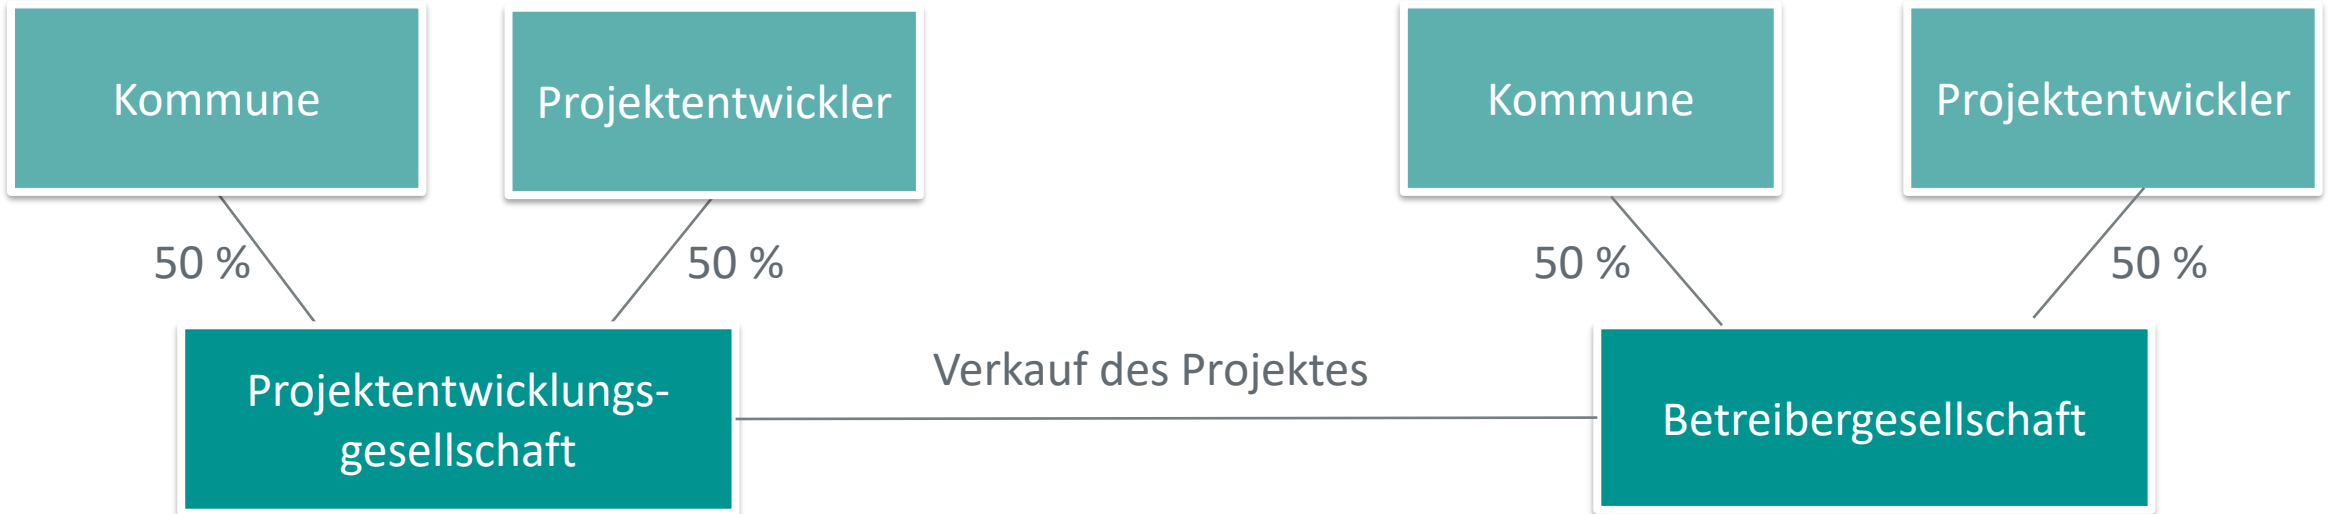 Kommune
Projektentwickler
Kommune
Projektentwickler
50 %
50 %
50 %
50 %
Projektentwicklungs-
gesellschaft
Verkauf des Projektes
Betreibergesellschaft